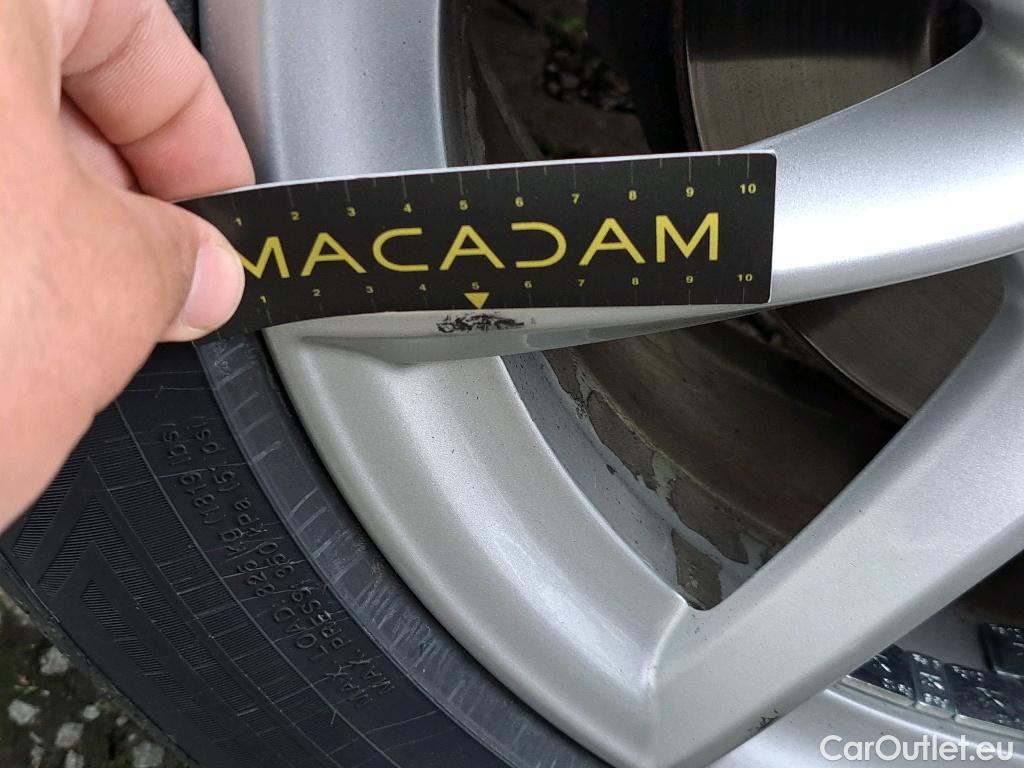 1 2 3 4 5 6 7 8 9 10
MACADAM
1 2 3 4 5 6 7 8 9 10
MAX. LOAD: 825 kg (1819 lbs)
MAX. PRESS: 350 kPa (51 psi)
CarOutlet.eu